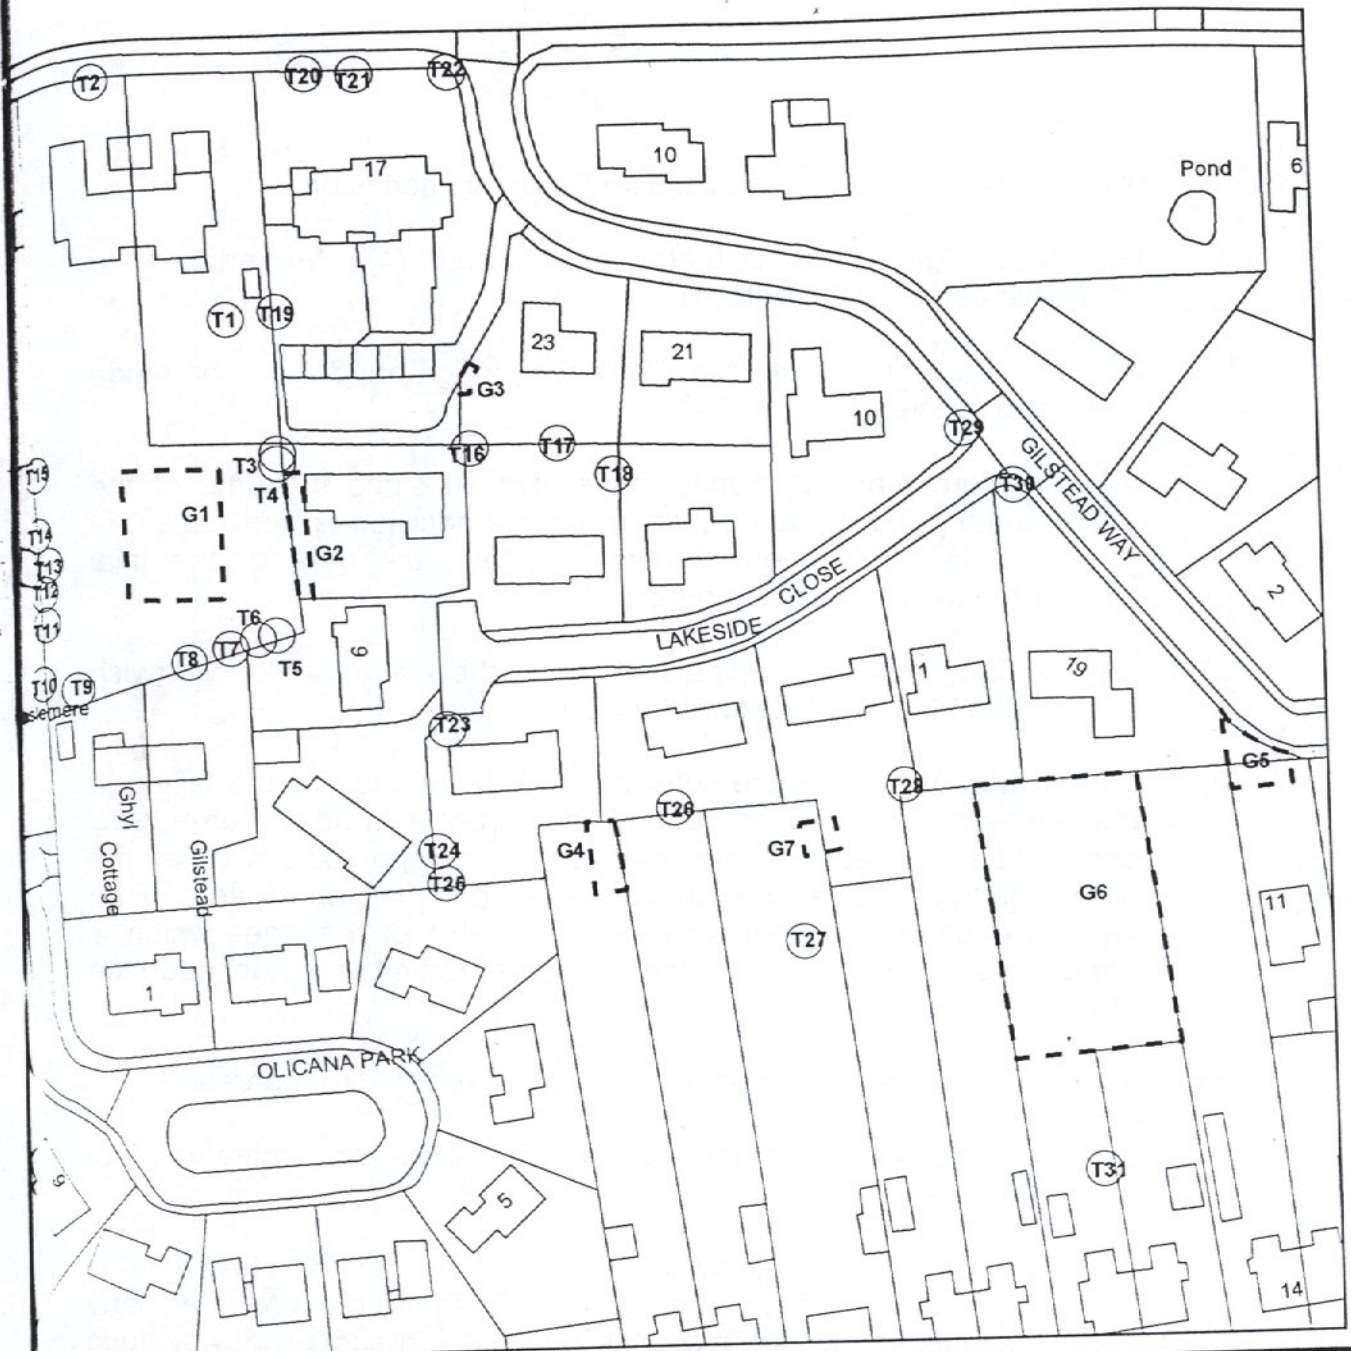 T2
T20
T21
T22
17
10
Pond
6
T1
T19
23
21
G3
10
T29
T16
T17
T18
T3
T4
T15
G1
G2
T30
GILSTEAD WAY
T14
T13
T12
T11
CLOSE
LAKESIDE
2
T6
T7
T5
T8
9
T10
T9
1
19
T23
G5
T28
T26
Ghyl
Cottage
Gilstead
T24
T25
G4
G7
G6
11
T27
1
OLICANA PARK
9
5
T31
14